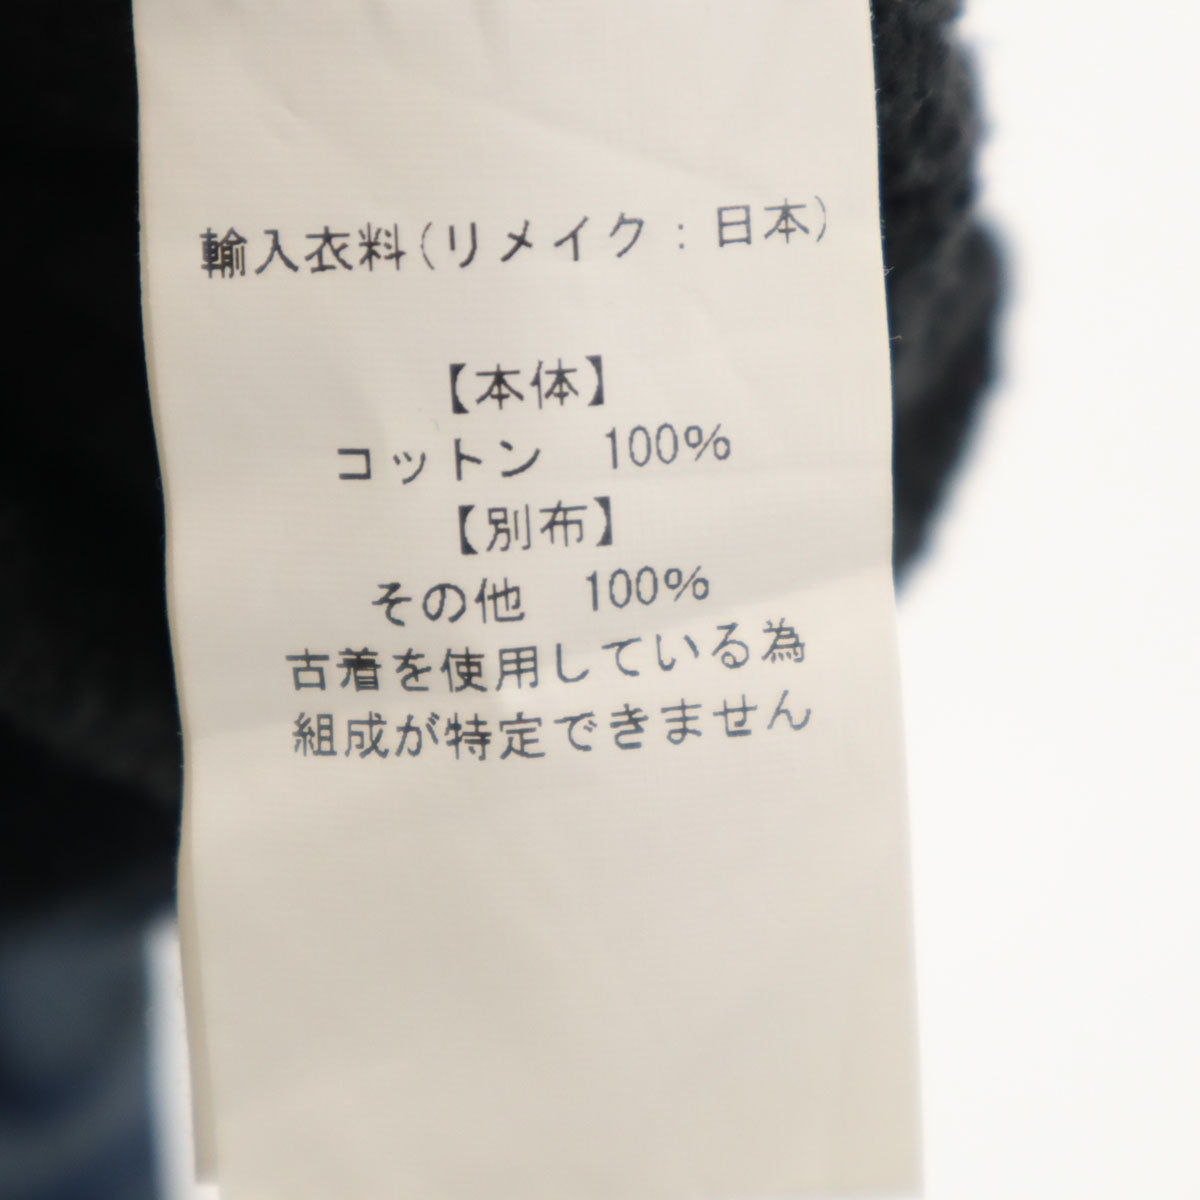 輸入衣料(リメイク：日本)
【本体】
コットン　100%
【別布】
その他　100%
古着を使用している為
組成が特定できません